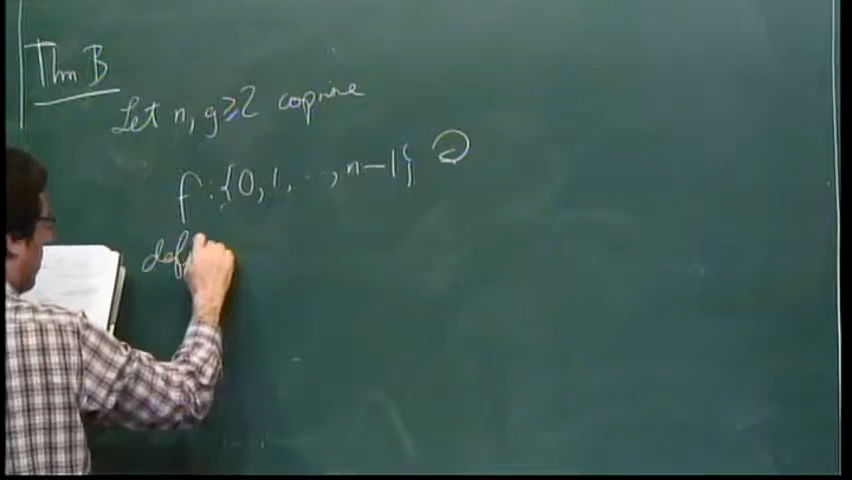 Thm B
Let n, g ≥ 2 coprime
f : {0, 1, ..., n-1} ↺
def